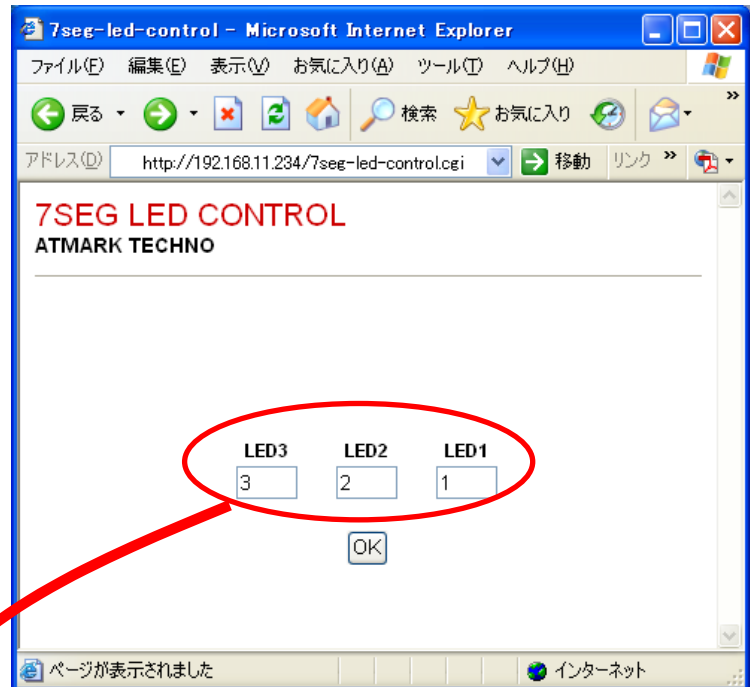 7seg-led-control - Microsoft Internet Explorer
ファイル(F) 編集(E) 表示(V) お気に入り(A) ツール(T) ヘルプ(H)
戻る 検索 お気に入り »
アドレス(D) http://192.168.11.234/7seg-led-control.cgi 移動 リンク »
7SEG LED CONTROL
ATMARK TECHNO
LED3 LED2 LED1
3 2 1
OK
ページが表示されました インターネット